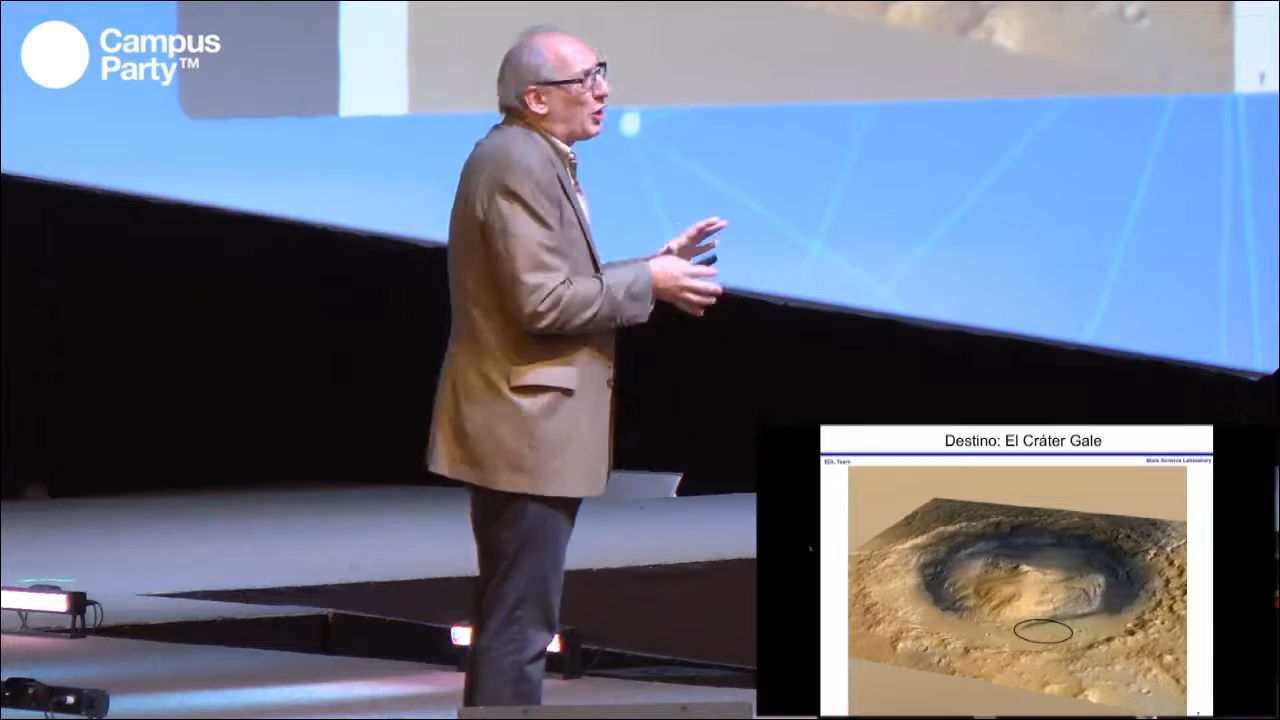 Campus
Party™
Destino: El Cráter Gale
EDL Team
Mars Science Laboratory